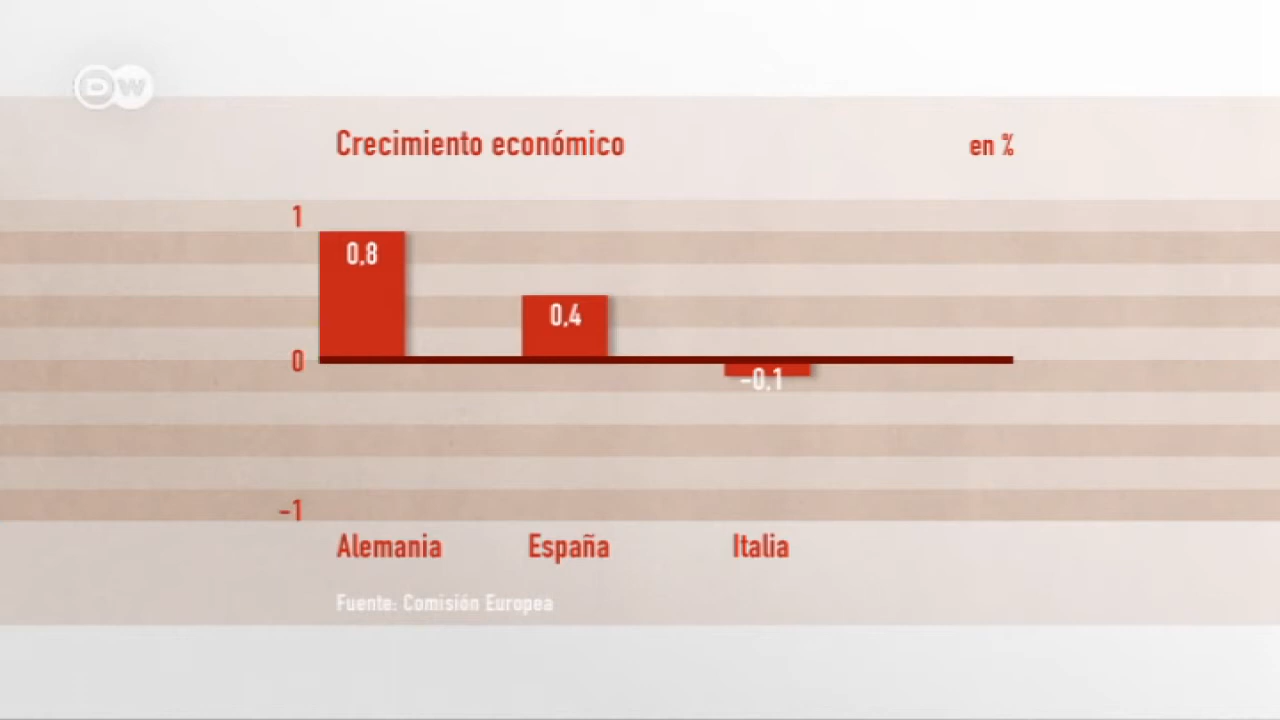 DW
Crecimiento económico en %
1
0,8
0,4
0
-0,1
-1
Alemania España Italia
Fuente: Comisión Europea